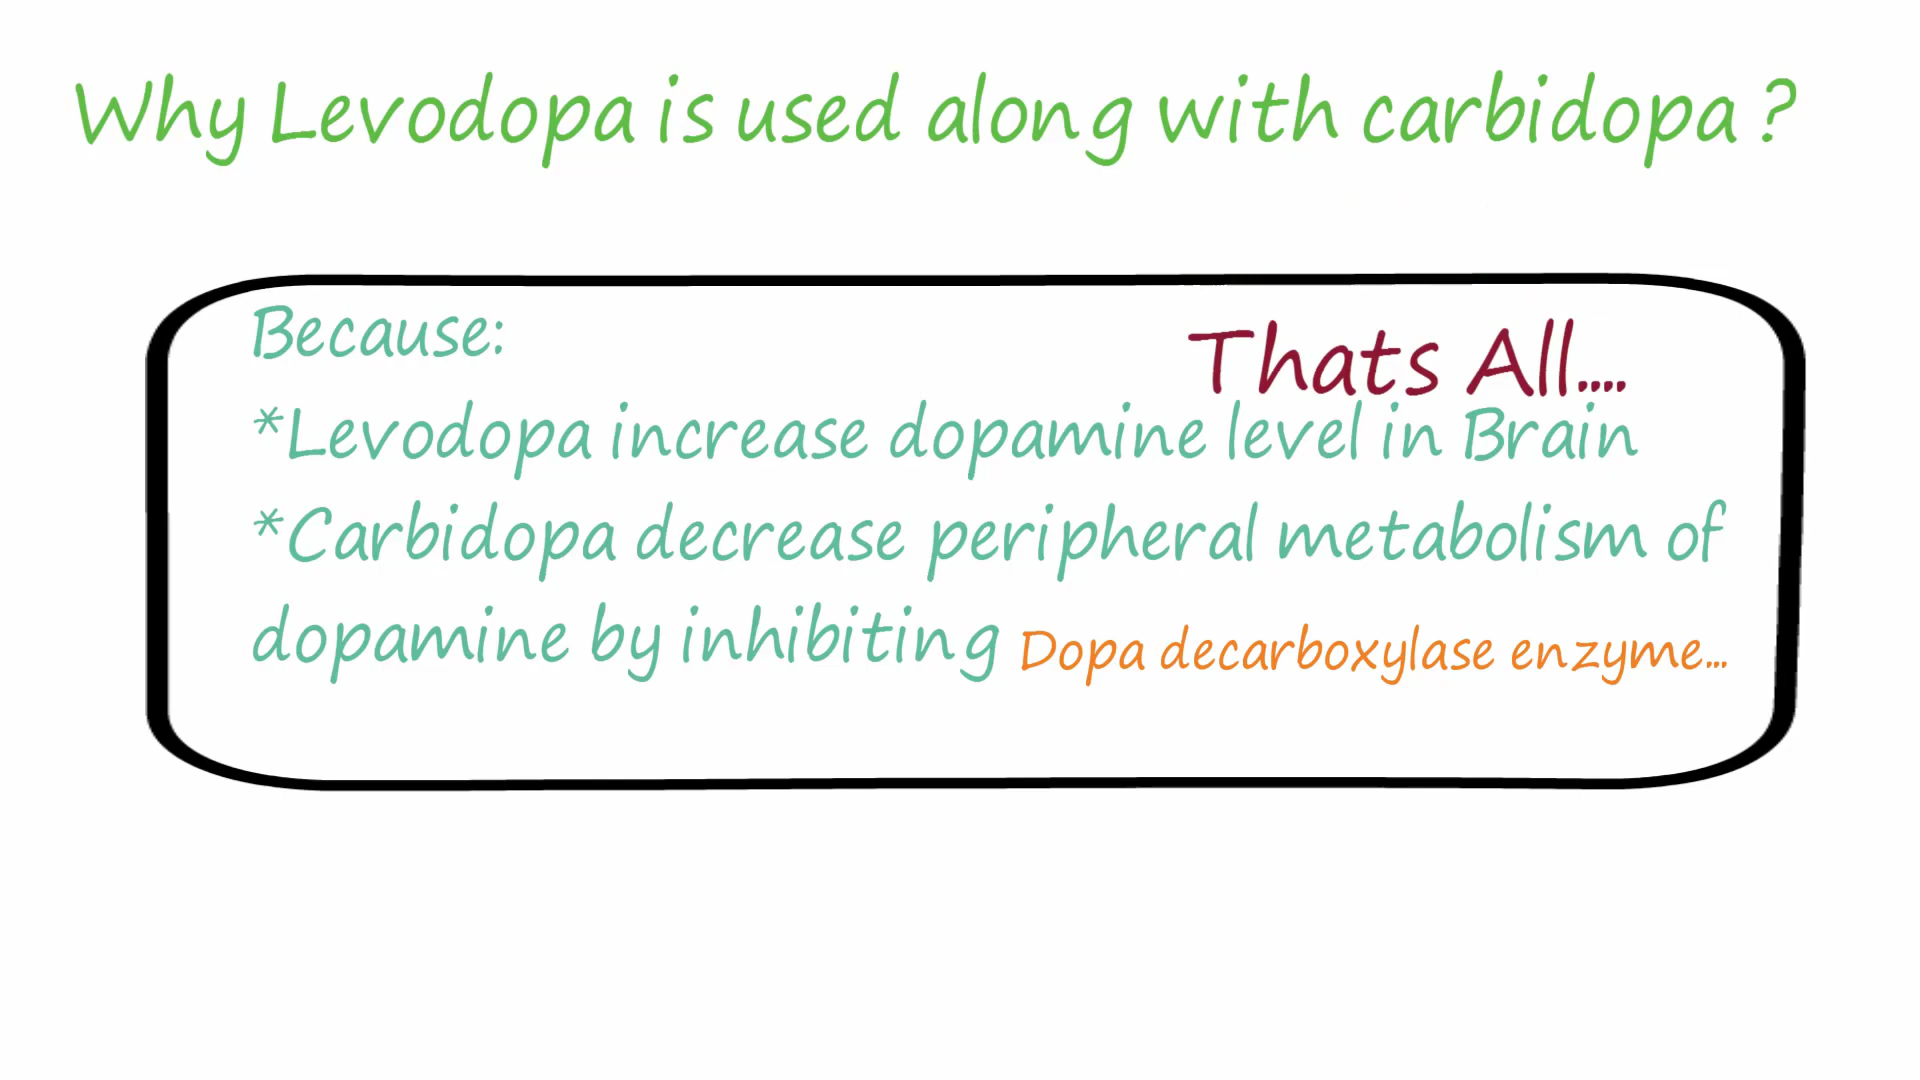 Why Levodopa is used along with carbidopa ?
Because:
Thats All....
*Levodopa increase dopamine level in Brain
*Carbidopa decrease peripheral metabolism of
dopamine by inhibiting Dopa decarboxylase enzyme...